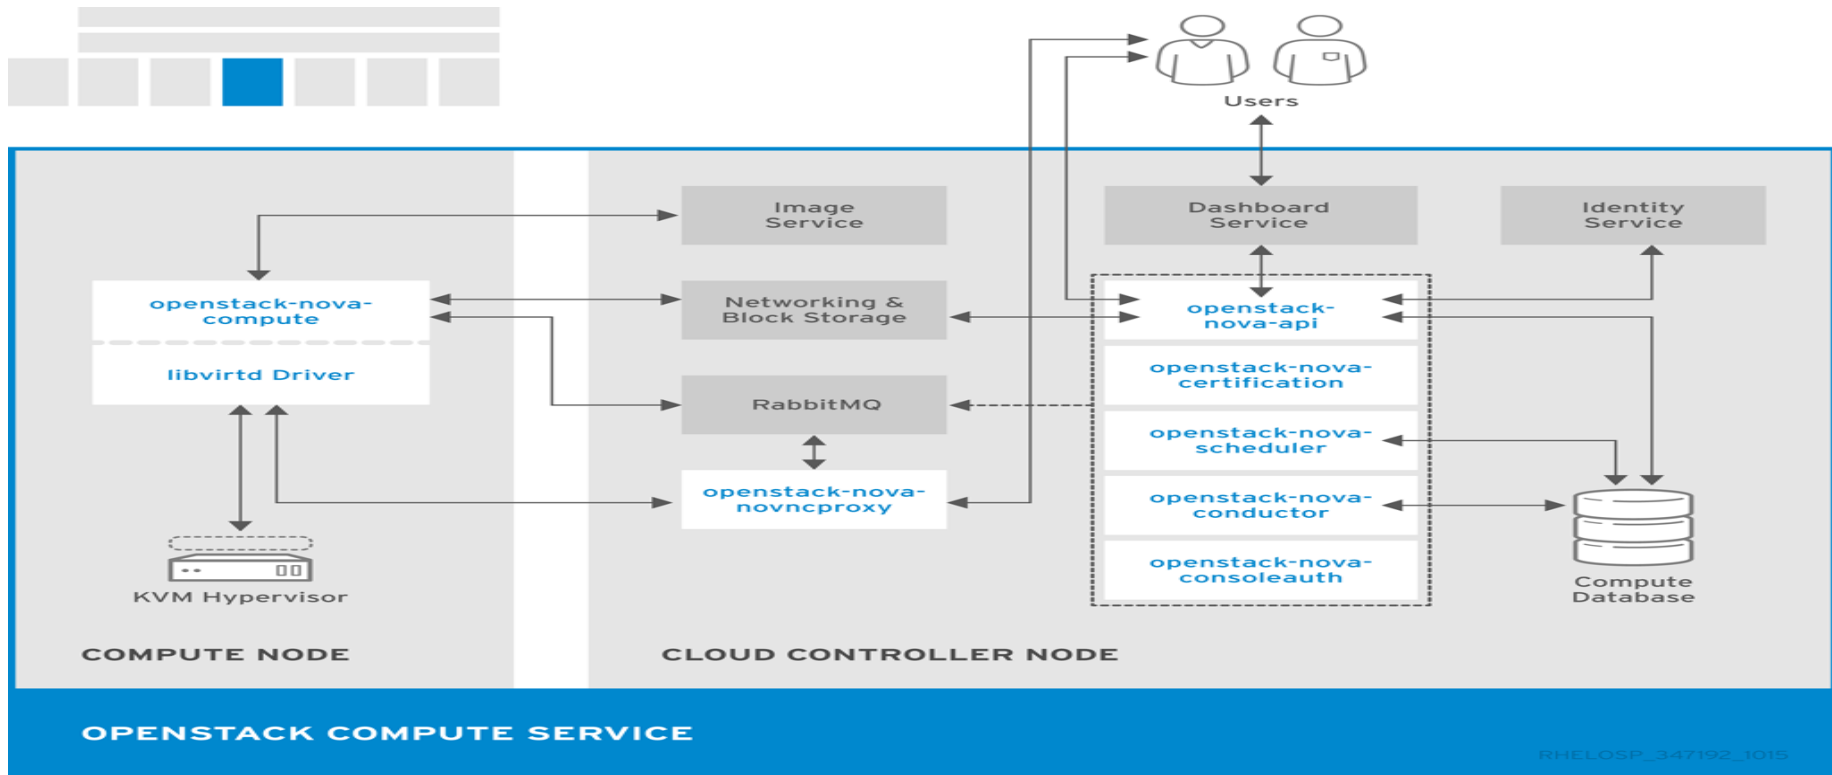 Users
Image
Service
Dashboard
Service
Identity
Service
openstack-nova-
compute
Networking &
Block Storage
openstack-
nova-api
libvirtd Driver
openstack-nova-
certification
RabbitMQ
openstack-nova-
scheduler
openstack-nova-
novncproxy
openstack-nova-
conductor
openstack-nova-
consoleauth
KVM Hypervisor
Compute
Database
COMPUTE NODE
CLOUD CONTROLLER NODE
OPENSTACK COMPUTE SERVICE
RHELOSP_347192_1015